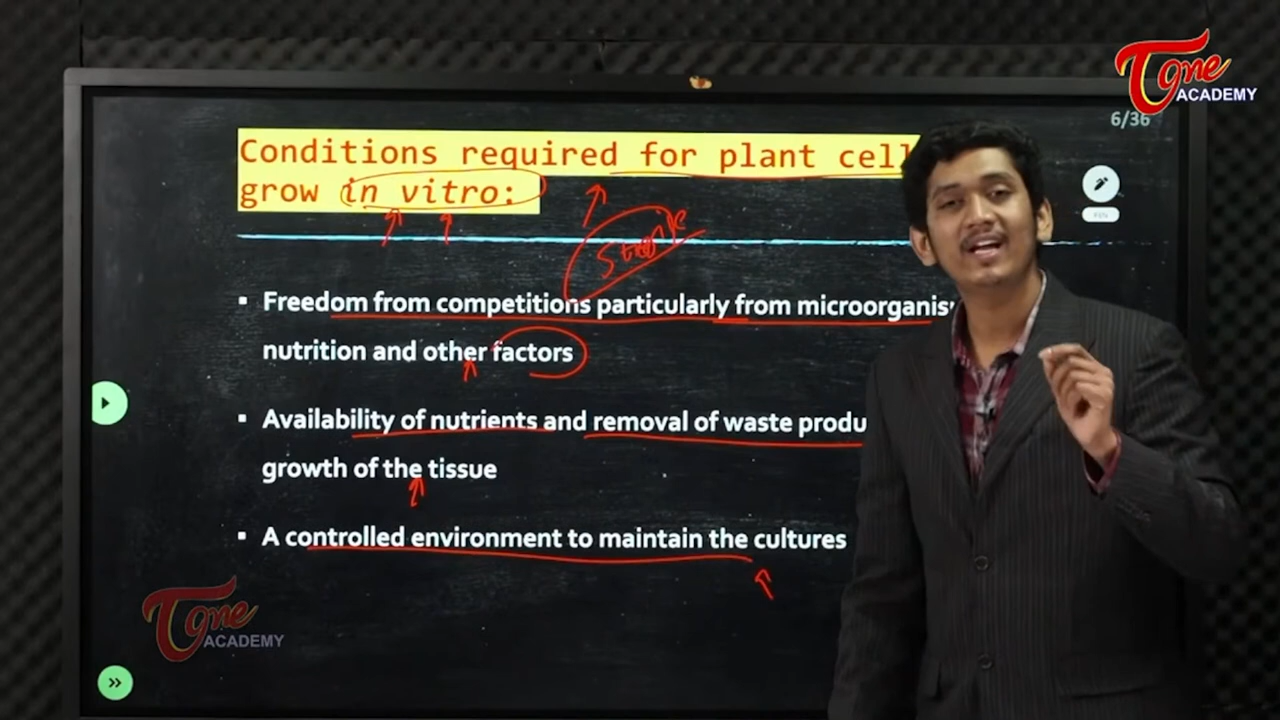 Tone
ACADEMY
6/36
Conditions required for plant cell
grow in vitro:
Sterile
▪ Freedom from competitions particularly from microorganis
nutrition and other factors
▪ Availability of nutrients and removal of waste produ
growth of the tissue
▪ A controlled environment to maintain the cultures
Tone
ACADEMY